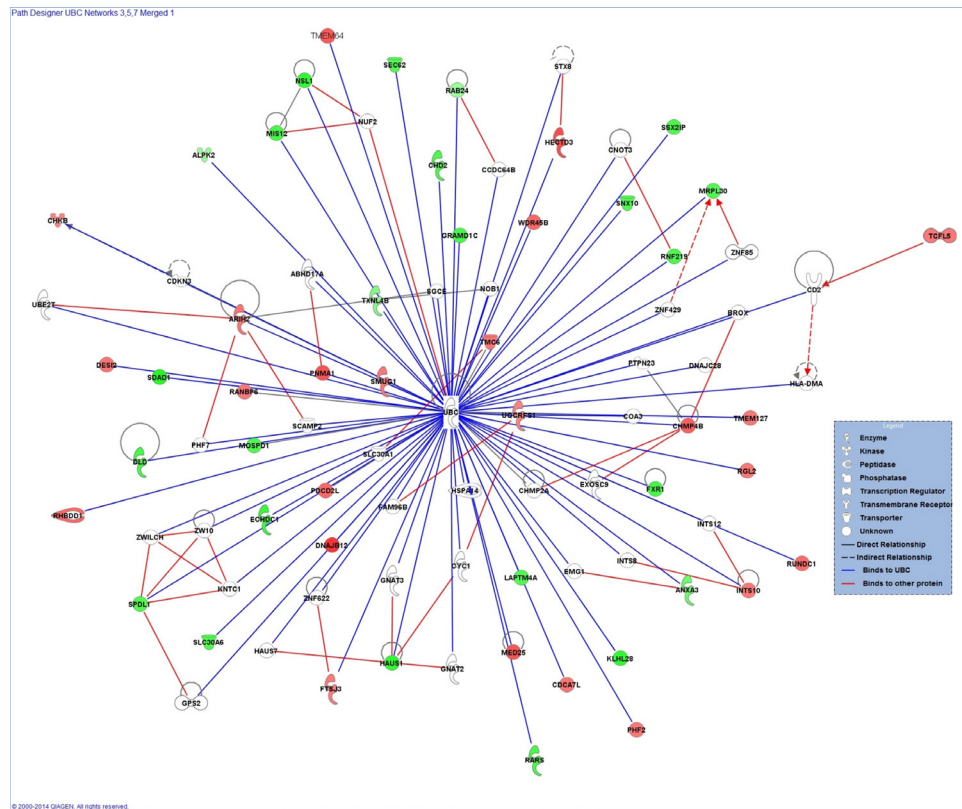 Path Designer UBC Networks 3,5,7 Merged 1
TMEM64
SEC62
STX8
NSL1
RAB24
NUF2
MIS12
HECTD3
SSX2IP
CNOT3
ALPK2
CHD2
CCDC64B
MRPL30
SNX10
CHKB
WDR45B
GRAMD1C
TCFL5
RNF219
ZNF85
CDKN3
ABHD17A
CD2
SGCE
NOB1
UBE2T
TXNL4B
ZNF429
BROX
ARIH2
TMC6
PTPN23
DNAJC28
DESI2
SDAD1
PNMA1
SMUG1
HLA-DMA
RANBP6
UBC
UGCRFS1
COA3
TMEM127
SCAMP2
CHMP4B
PHF7
MOSPD1
SLC30A1
DLD
RGL2
PDCD2L
HSPA14
CHMP2A
EXOSC9
FXR1
FAM96B
RHBDD1
ECHDC1
ZWILCH
ZW10
INTS12
DNAJB12
CYC1
INTS8
RUNDC1
EMG1
GNAT3
LAPTM4A
KNTC1
ANXA3
INTS10
SPDL1
ZNF622
SLC30A6
HAUS7
HAUS1
GNAT2
MED25
KLHL28
FTSJ3
CDCA7L
GPS2
PHF2
RARS
Legend
Enzyme
Kinase
Peptidase
Phosphatase
Transcription Regulator
Transmembrane Receptor
Transporter
Unknown
Direct Relationship
Indirect Relationship
Binds to UBC
Binds to other protein
© 2000-2014 QIAGEN. All rights reserved.